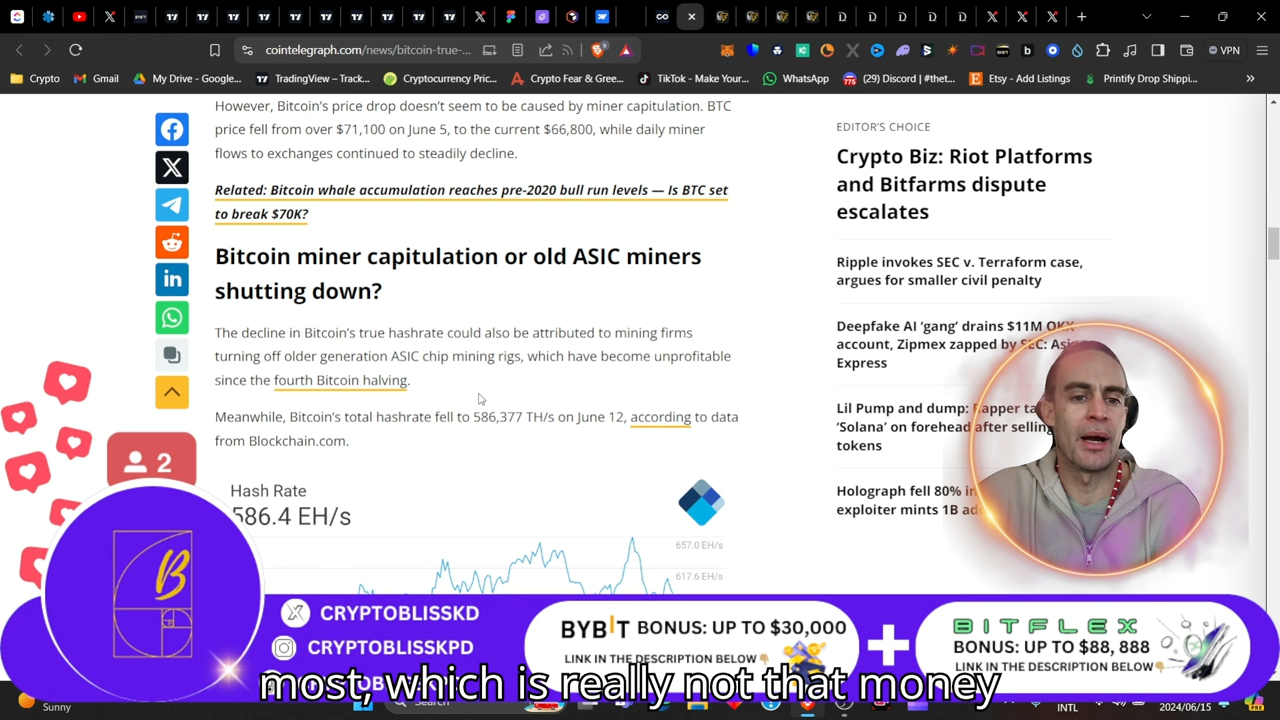 cointelegraph.com/news/bitcoin-true-...
VPN
Crypto
Gmail
My Drive - Google...
TradingView – Track...
Cryptocurrency Pric...
Crypto Fear & Gree...
TikTok - Make Your...
WhatsApp
(29) Discord | #thet...
Etsy - Add Listings
Printify Drop Shippi...
However, Bitcoin's price drop doesn't seem to be caused by miner capitulation. BTC
price fell from over $71,100 on June 5, to the current $66,800, while daily miner
flows to exchanges continued to steadily decline.
Related: Bitcoin whale accumulation reaches pre-2020 bull run levels — Is BTC set
to break $70K?
Bitcoin miner capitulation or old ASIC miners
shutting down?
The decline in Bitcoin's true hashrate could also be attributed to mining firms
turning off older generation ASIC chip mining rigs, which have become unprofitable
since the fourth Bitcoin halving.
Meanwhile, Bitcoin's total hashrate fell to 586,377 TH/s on June 12, according to data
from Blockchain.com.
Hash Rate
586.4 EH/s
657.0 EH/s
617.6 EH/s
EDITOR'S CHOICE
Crypto Biz: Riot Platforms
and Bitfarms dispute
escalates
Ripple invokes SEC v. Terraform case,
argues for smaller civil penalty
Deepfake AI 'gang' drains $11M OKX
account, Zipmex zapped by SEC: Asia
Express
Lil Pump and dump: Rapper
'Solana' on forehead after selling
tokens
Holograph fell 80% in
exploiter mints 1B
2
B
CRYPTOBLISSKD
CRYPTOBLISSKPD
BYBIT BONUS: UP TO $30,000
LINK IN THE DESCRIPTION BELOW
+
BITFLEX
BONUS: UP TO $88, 888
LINK IN THE DESCRIPTION BELOW
most, which is really not that money
Sunny
Search
INTL
2024/06/15